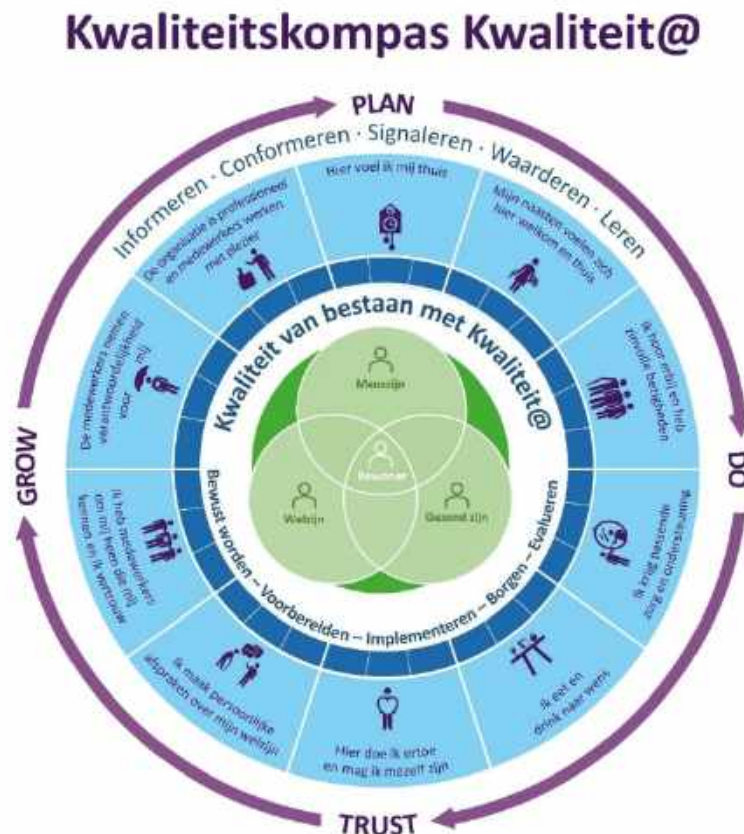 Kwaliteitskompas Kwaliteit@
PLAN
Informeren · Conformeren · Signaleren · Waarderen · Leren
Hier voel ik mij thuis
Mijn naasten voelen zich
hier welkom en thuis
Ik hoor erbij en heb
zinvolle bezigheden
DO
Ik krijg passende
zorg en ondersteuning
Ik eet en
drink naar wens
Hier doe ik ertoe
en mag ik mezelf zijn
TRUST
Ik maak persoonlijke
afspraken over mijn welzijn
Ik heb medewerkers
om mij heen die mij
kennen en ik vertrouw
GROW
De medewerkers nemen
verantwoordelijkheid
voor mij
De organisatie is professioneel
en medewerkers werken
met plezier
Kwaliteit van bestaan met Kwaliteit@
Menszijn
Bewoner
Welzijn
Gezond zijn
Bewust worden – Voorbereiden – Implementeren – Borgen – Evalueren